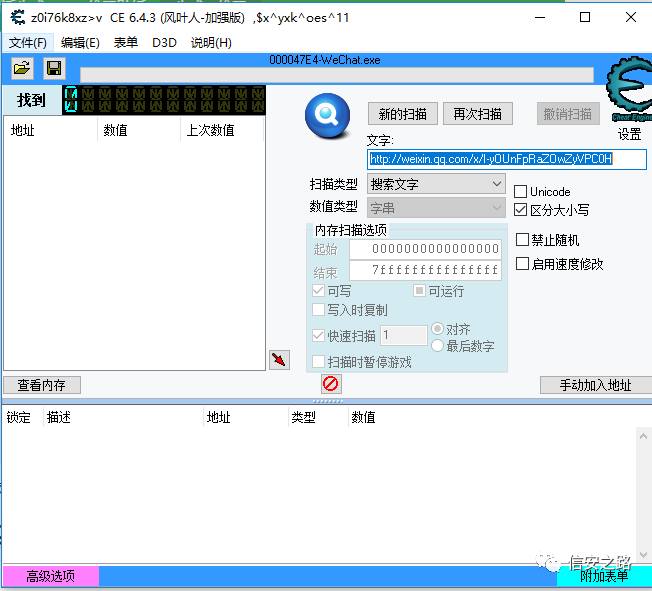 z0i76k8xz>v CE 6.4.3 (风叶人-加强版) ,$x^yxk^oes^11
文件(F) 编辑(E) 表单 D3D 说明(H)
000047E4-WeChat.exe
找到
新的扫描 再次扫描 撤销扫描
Cheat Engine
设置
地址 数值 上次数值
文字:
http://weixin.qq.com/x/I-yOUnFpRaZOwZyVPC0H
扫描类型 搜索文字
Unicode
数值类型 字串
区分大小写
内存扫描选项
起始 0000000000000000
禁止随机
结束 7fffffffffffffff
启用速度修改
可写 可运行
写入时复制
快速扫描 1 对齐
最后数字
扫描时暂停游戏
查看内存 手动加入地址
锁定 描述 地址 类型 数值
信安之路
高级选项 附加表单